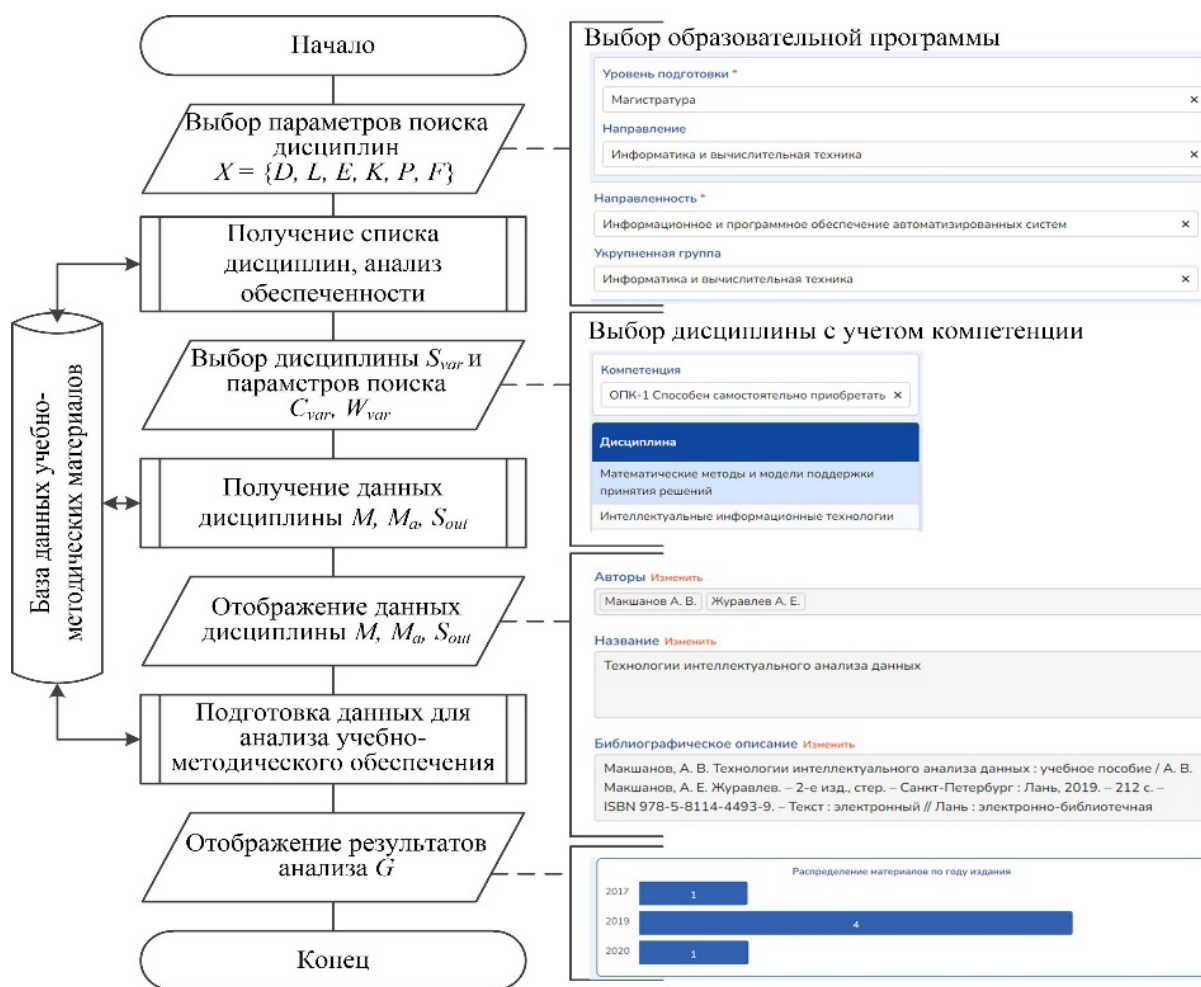 Начало
Выбор параметров поиска
дисциплин
X = {D, L, E, K, P, F}
Получение списка
дисциплин, анализ
обеспеченности
Выбор дисциплины Svar и
параметров поиска
Cvar, Wvar
Получение данных
дисциплины M, Ma, Sout
Отображение данных
дисциплины M, Ma, Sout
Подготовка данных для
анализа учебно-
методического обеспечения
Отображение результатов
анализа G
Конец
База данных учебно-
методических материалов
Выбор образовательной программы
Уровень подготовки *
Магистратура ×
Направление
Информатика и вычислительная техника ×
Направленность *
Информационное и программное обеспечение автоматизированных систем ×
Укрупненная группа
Информатика и вычислительная техника ×
Выбор дисциплины с учетом компетенции
Компетенция
ОПК-1 Способен самостоятельно приобретать ×
Дисциплина
Математические методы и модели поддержки
принятия решений
Интеллектуальные информационные технологии
Авторы Изменить
Макшанов А. В. Журавлев А. Е.
Название Изменить
Технологии интеллектуального анализа данных
Библиографическое описание Изменить
Макшанов, А. В. Технологии интеллектуального анализа данных : учебное пособие / А. В.
Макшанов, А. Е. Журавлев. – 2-е изд., стер. – Санкт-Петербург : Лань, 2019. – 212 с. –
ISBN 978-5-8114-4493-9. – Текст : электронный // Лань : электронно-библиотечная
Распределение материалов по году издания
2017 1
2019 4
2020 1